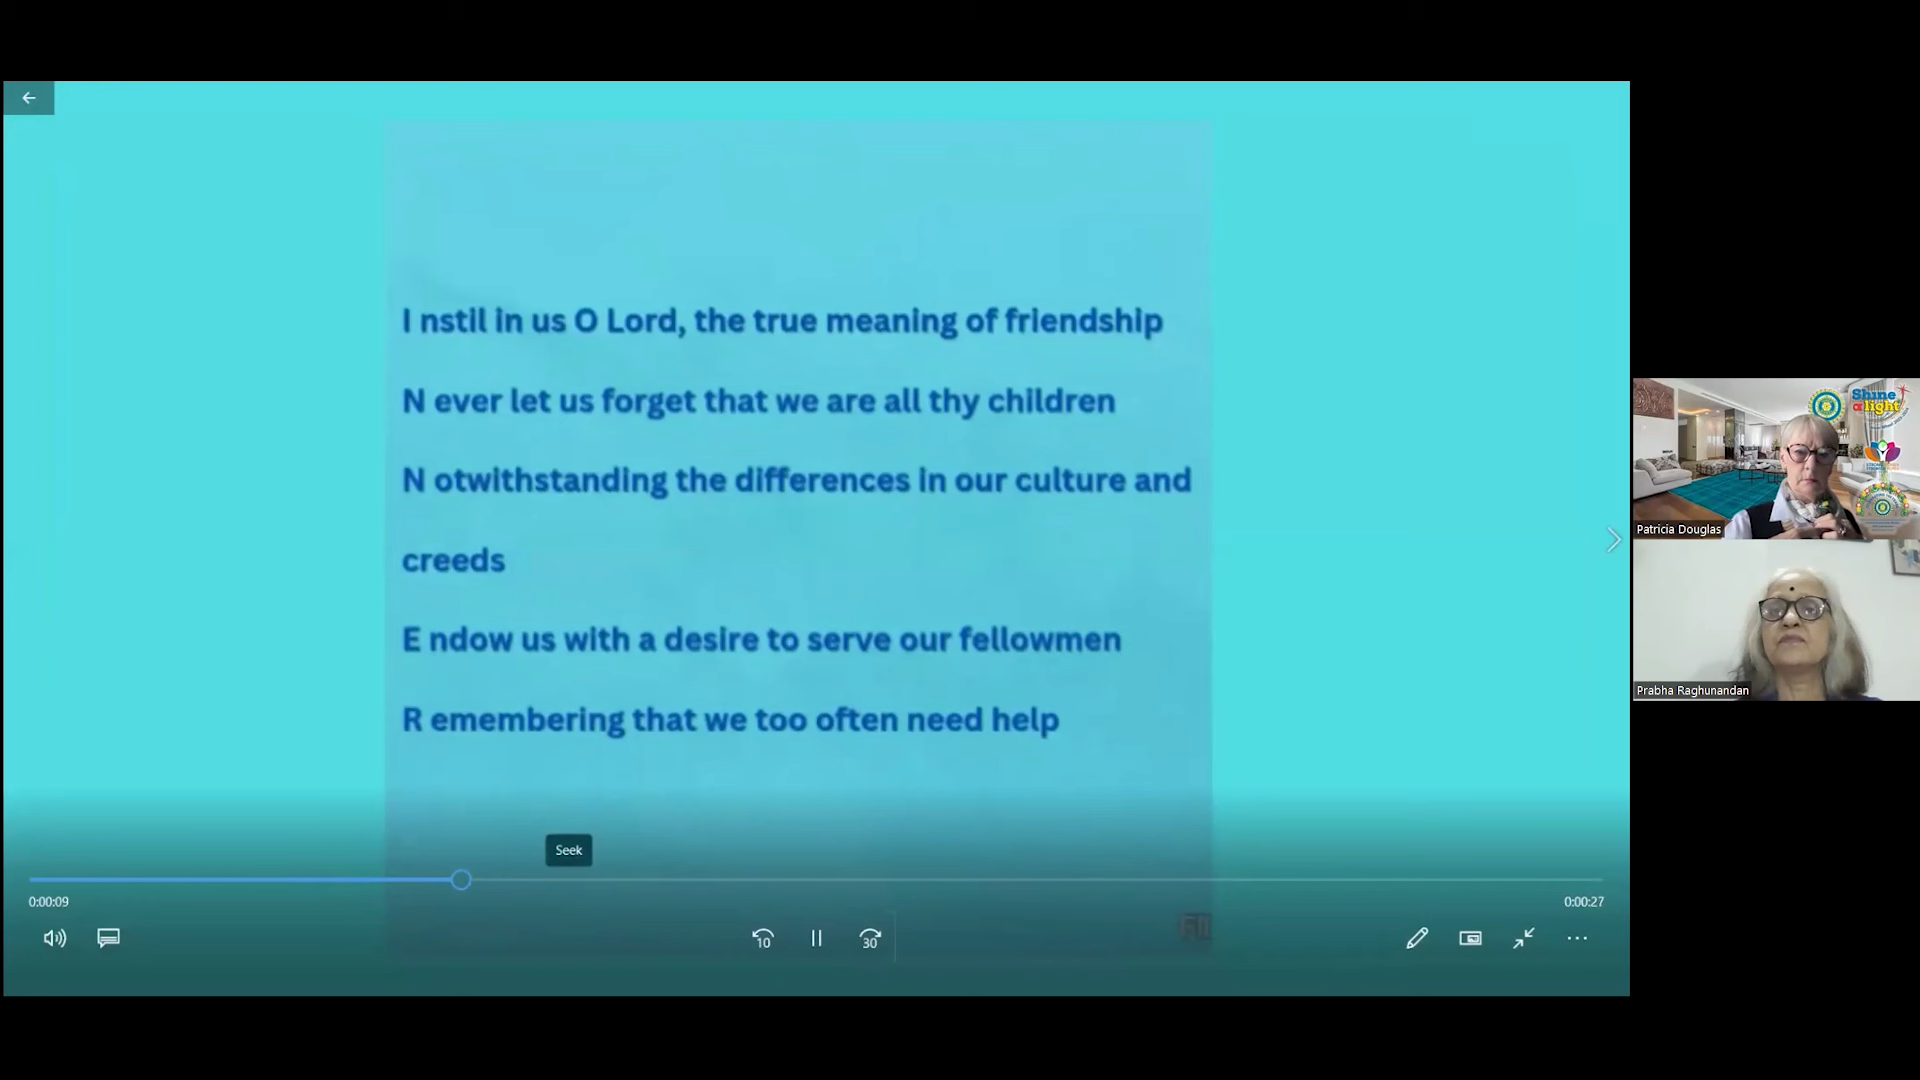 I nstil in us O Lord, the true meaning of friendship
N ever let us forget that we are all thy children
N otwithstanding the differences in our culture and
creeds
E ndow us with a desire to serve our fellowmen
R emembering that we too often need help
Seek
0:00:09
0:00:27
10
30
Shine
a light
Patricia Douglas
Prabha Raghunandan